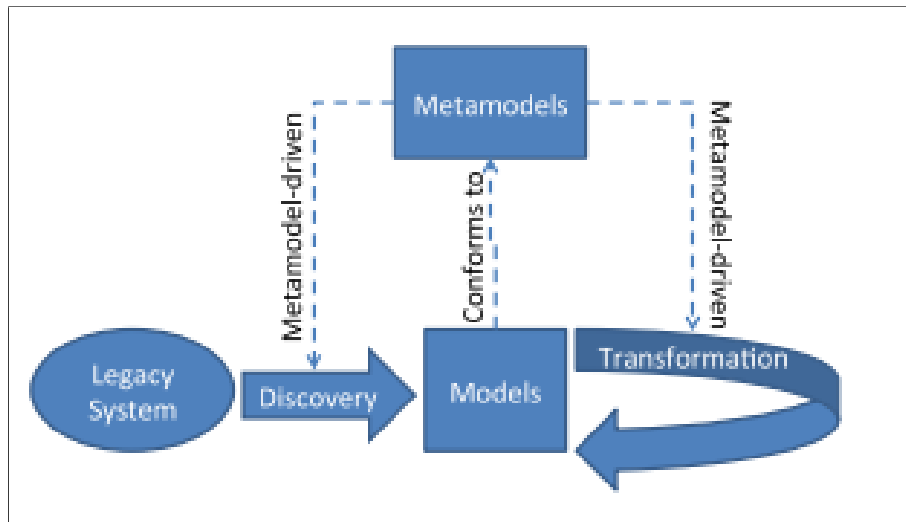 Metamodels
Metamodel-driven
Conforms to
Metamodel-driven
Legacy
System
Discovery
Models
Transformation